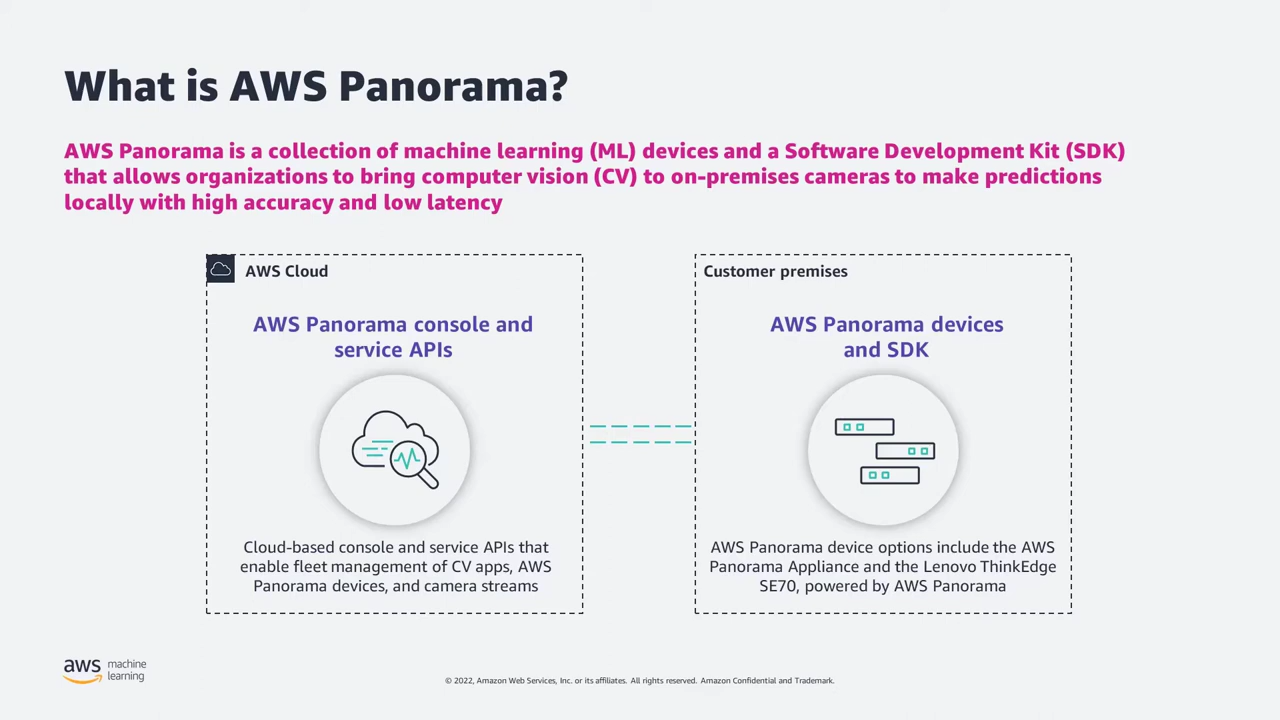 What is AWS Panorama?
AWS Panorama is a collection of machine learning (ML) devices and a Software Development Kit (SDK)
that allows organizations to bring computer vision (CV) to on-premises cameras to make predictions
locally with high accuracy and low latency
AWS Cloud
AWS Panorama console and
service APIs
Cloud-based console and service APIs that
enable fleet management of CV apps, AWS
Panorama devices, and camera streams
Customer premises
AWS Panorama devices
and SDK
AWS Panorama device options include the AWS
Panorama Appliance and the Lenovo ThinkEdge
SE70, powered by AWS Panorama
aws machine
learning
© 2022, Amazon Web Services, Inc. or its affiliates. All rights reserved. Amazon Confidential and Trademark.